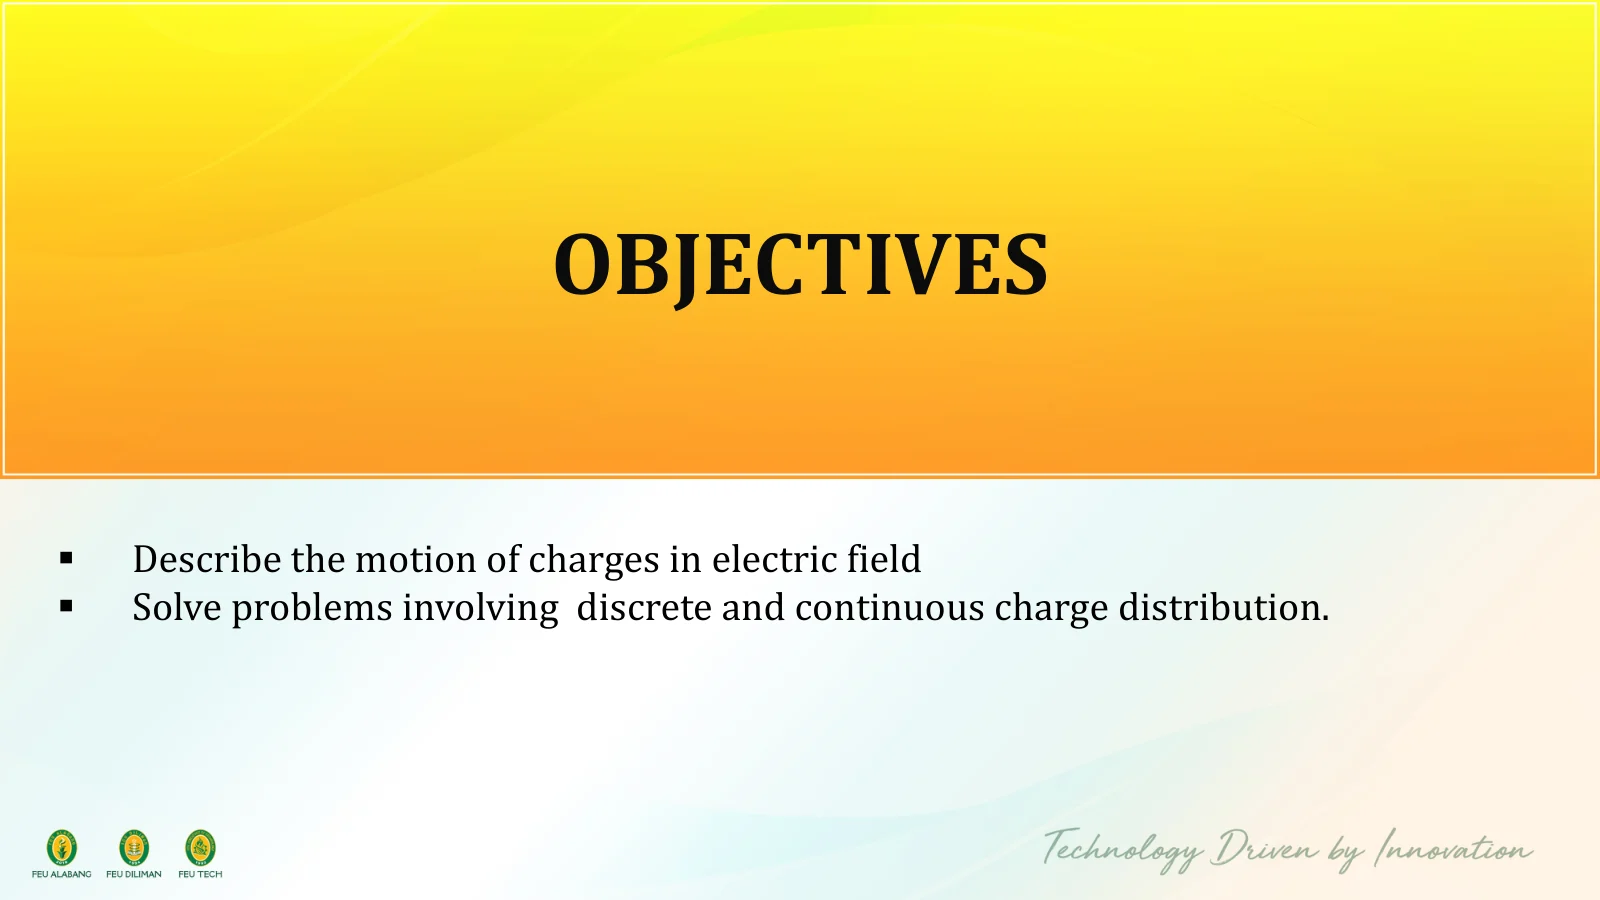 OBJECTIVES
▪ Describe the motion of charges in electric field
▪ Solve problems involving  discrete and continuous charge distribution.
FEU ALABANG FEU DILIMAN FEU TECH
Technology Driven by Innovation